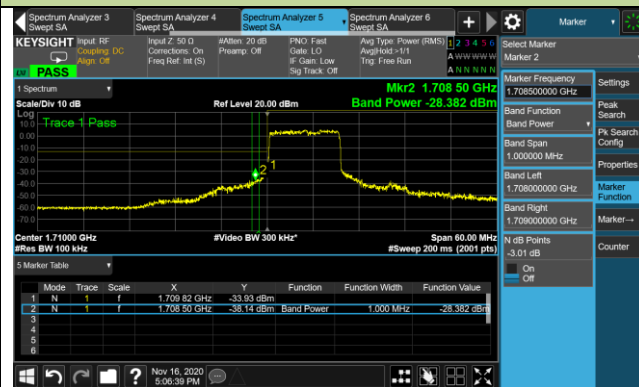 Spectrum Analyzer 3
Swept SA
Spectrum Analyzer 4
Swept SA
Spectrum Analyzer 5
Swept SA
Spectrum Analyzer 6
Swept SA
Marker
KEYSIGHT
Input: RF
Coupling: DC
Align: Off
Input Z: 50 Ω
Corrections: On
Freq Ref: Int (S)
#Atten: 20 dB
Preamp: Off
PNO: Fast
Gate: LO
IF Gain: Low
Sig Track: Off
Avg Type: Power (RMS)
Avg|Hold:>1/1
Trig: Free Run
1 2 3 4 5 6
A W W W W W
A N N N N N
PASS
1 Spectrum
Scale/Div 10 dB
Ref Level 20.00 dBm
Mkr2 1.708 50 GHz
Band Power -28.382 dBm
Log
Trace 1 Pass
10.0
0.00
-10.0
-20.0
-30.0
-40.0
-50.0
-60.0
-70.0
2
1
Center 1.71000 GHz
#Res BW 100 kHz
#Video BW 300 kHz*
Span 60.00 MHz
#Sweep 200 ms (2001 pts)
5 Marker Table
Mode Trace Scale X Y Function Function Width Function Value
1 N 1 f 1.709 82 GHz -33.93 dBm
2 N 1 f 1.708 50 GHz -38.14 dBm Band Power 1.000 MHz -28.382 dBm
3
4
5
6
Nov 16, 2020
5:06:39 PM
Select Marker
Marker 2
Marker Frequency
1.708500000 GHz
Band Function
Band Power
Band Span
1.000000 MHz
Band Left
1.708000000 GHz
Band Right
1.709000000 GHz
N dB Points
-3.01 dB
On
Off
Settings
Peak
Search
Pk Search
Config
Properties
Marker
Function
Marker→
Counter